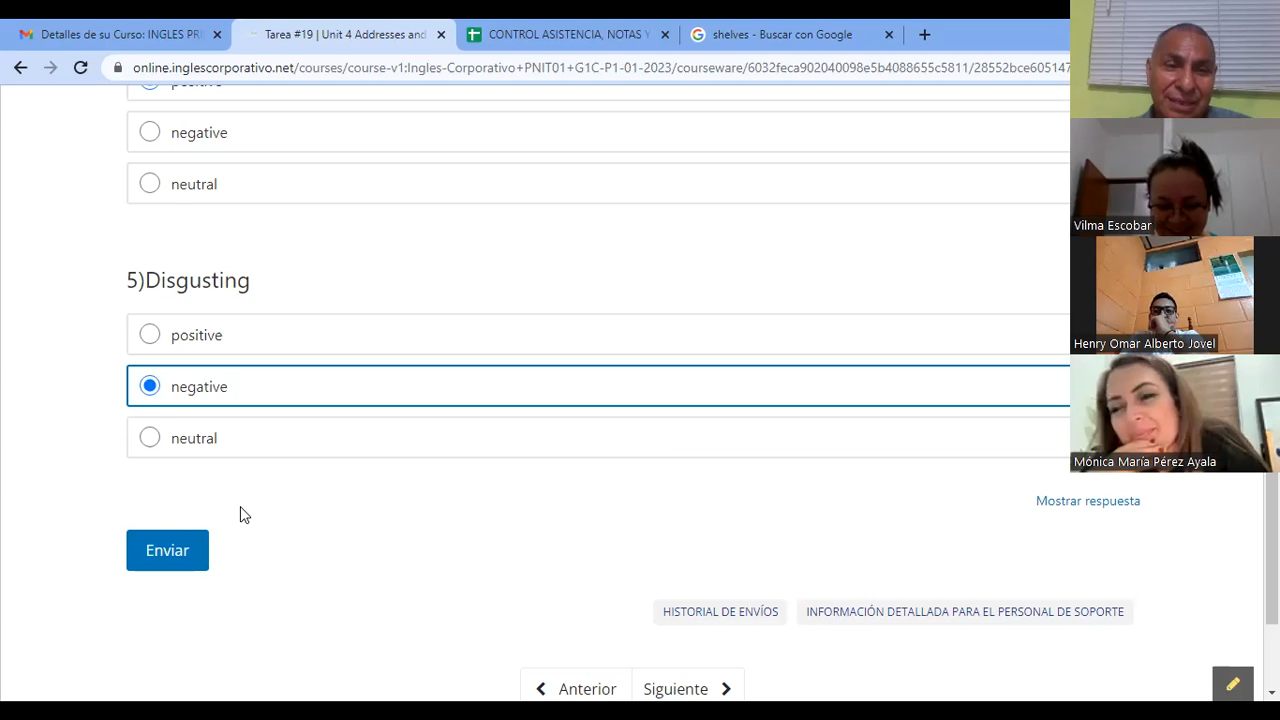 Detalles de su Curso: INGLES PRI
Tarea #19 | Unit 4 Addresses and
CONTROL ASISTENCIA, NOTAS Y
shelves - Buscar con Google
online.inglescorporativo.net/courses/course-v1:Ingles-Corporativo+PNIT01+G1C-P1-01-2023/courseware/6032feca902040098e5b4088655c5811/28552bce605147
positive
negative
neutral
5)Disgusting
positive
negative
neutral
Mostrar respuesta
Enviar
HISTORIAL DE ENVÍOS
INFORMACIÓN DETALLADA PARA EL PERSONAL DE SOPORTE
Anterior
Siguiente
Vilma Escobar
Henry Omar Alberto Jovel
Mónica María Pérez Ayala